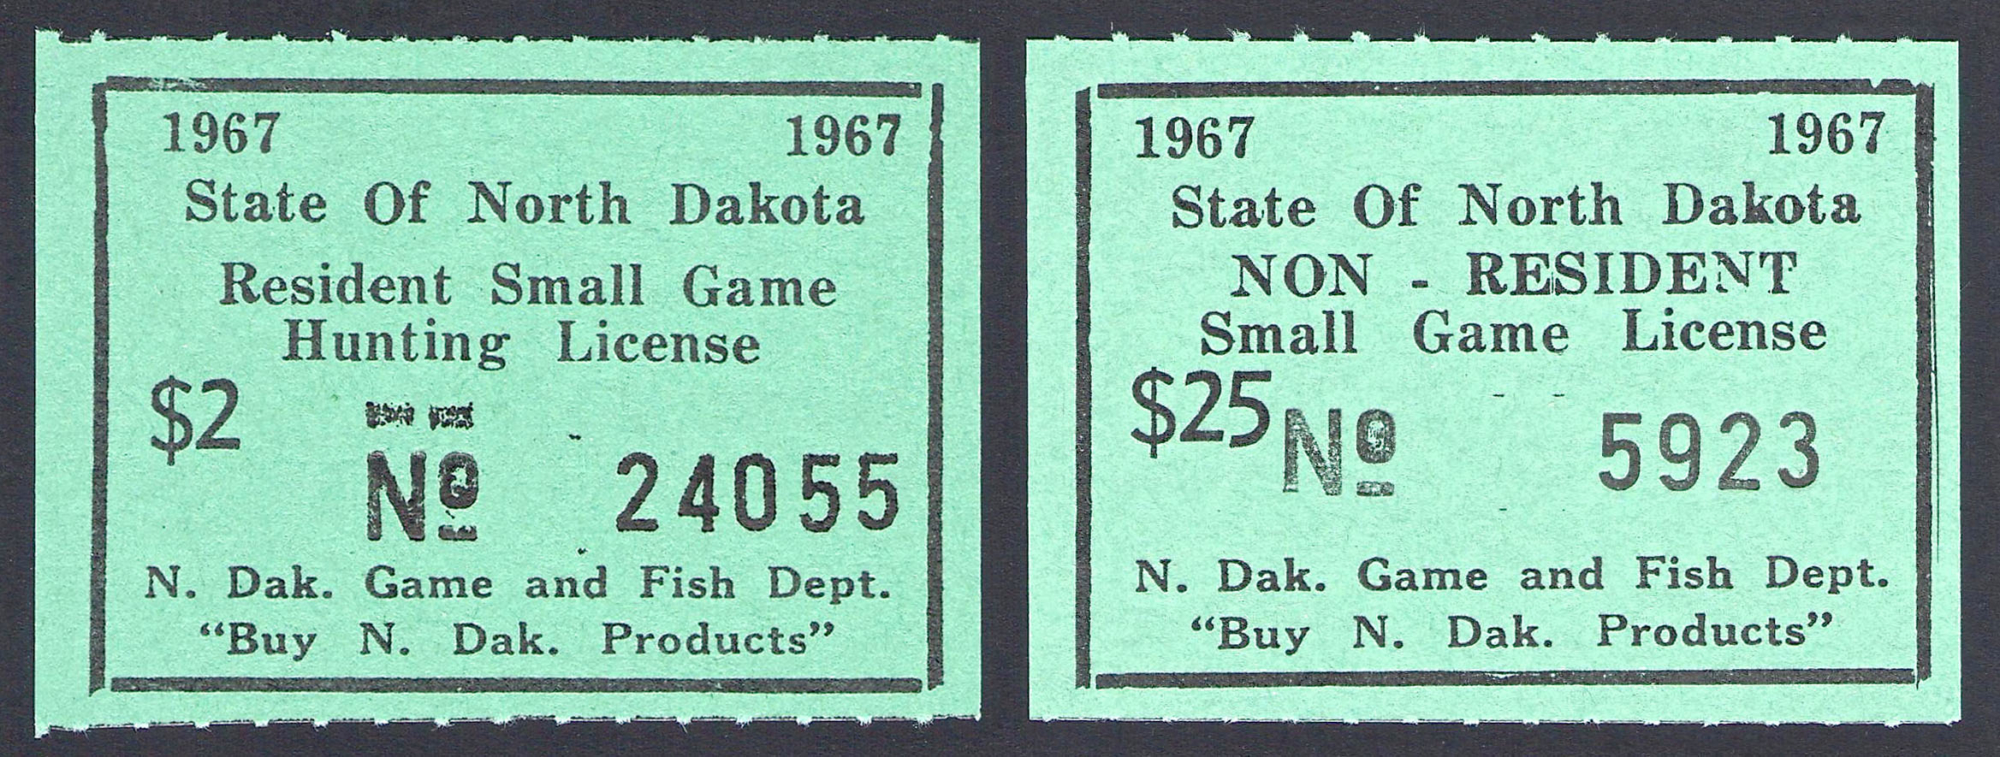 1967 1967
State Of North Dakota
Resident Small Game
Hunting License
$2
No 24055
N. Dak. Game and Fish Dept.
“Buy N. Dak. Products”
1967 1967
State Of North Dakota
NON - RESIDENT
Small Game License
$25 No 5923
N. Dak. Game and Fish Dept.
“Buy N. Dak. Products”